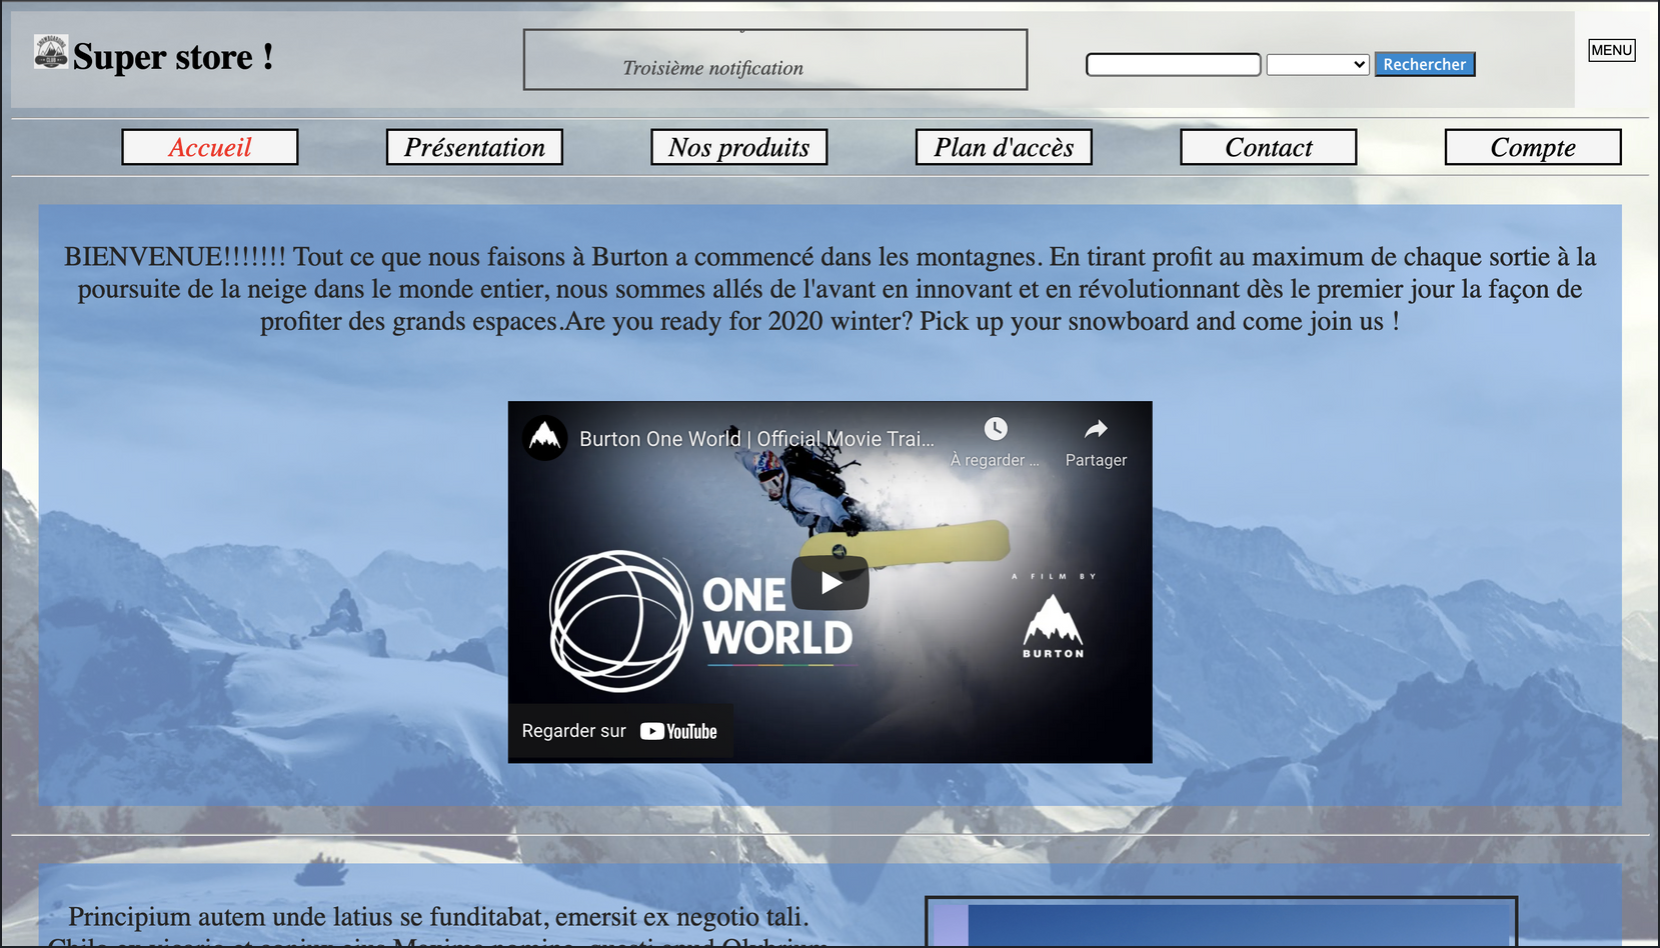 SNOWBOARDING
CLUB
Super store !
Troisième notification
Rechercher
MENU
Accueil
Présentation
Nos produits
Plan d'accès
Contact
Compte
BIENVENUE!!!!!!! Tout ce que nous faisons à Burton a commencé dans les montagnes. En tirant profit au maximum de chaque sortie à la
poursuite de la neige dans le monde entier, nous sommes allés de l'avant en innovant et en révolutionnant dès le premier jour la façon de
profiter des grands espaces.Are you ready for 2020 winter? Pick up your snowboard and come join us !
Burton One World | Official Movie Trai...
À regarder ...
Partager
ONE
WORLD
A FILM BY
BURTON
Regarder sur YouTube
Principium autem unde latius se funditabat, emersit ex negotio tali.